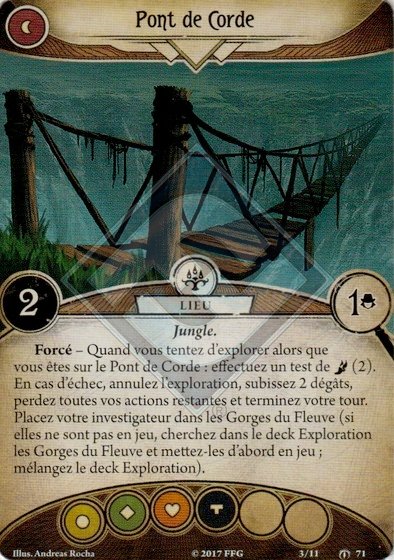 Pont de Corde
2
LIEU
1
Jungle.
Forcé – Quand vous tentez d'explorer alors que
vous êtes sur le Pont de Corde : effectuez un test de (2).
En cas d'échec, annulez l'exploration, subissez 2 dégâts,
perdez toutes vos actions restantes et terminez votre tour.
Placez votre investigateur dans les Gorges du Fleuve (si
elles ne sont pas en jeu, cherchez dans le deck Exploration
les Gorges du Fleuve et mettez-les d'abord en jeu ;
mélangez le deck Exploration).
Illus. Andreas Rocha © 2017 FFG 3/11 71